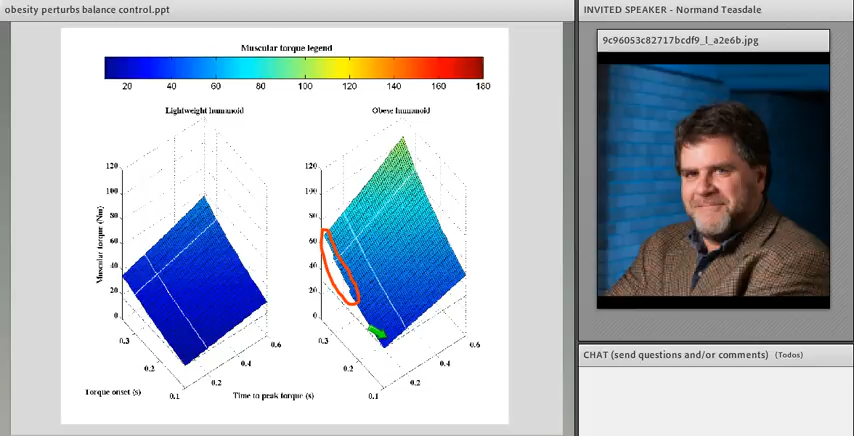 obesity perturbs balance control.ppt
INVITED SPEAKER - Normand Teasdale
9c96053c82717bcdf9_l_a2e6b.jpg
Muscular torque legend
20 40 60 80 100 120 140 160 180
Lightweight humanoid
Obese humanoid
Muscular torque (Nm)
120
100
80
60
40
20
0
0.3
0.2
0.1
0.2
0.4
0.6
120
100
80
60
40
20
0
0.3
0.2
0.1
0.2
0.4
0.6
Torque onset (s)
Time to peak torque (s)
CHAT (send questions and/or comments) (Todos)